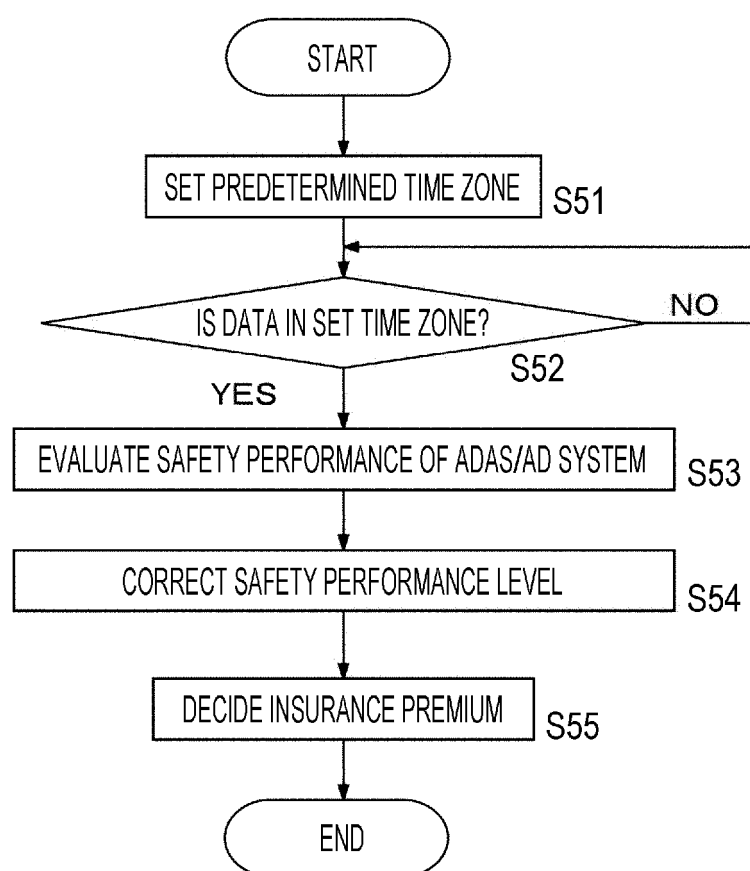 START
SET PREDETERMINED TIME ZONE
S51
IS DATA IN SET TIME ZONE?
NO
S52
YES
EVALUATE SAFETY PERFORMANCE OF ADAS/AD SYSTEM
S53
CORRECT SAFETY PERFORMANCE LEVEL
S54
DECIDE INSURANCE PREMIUM
S55
END